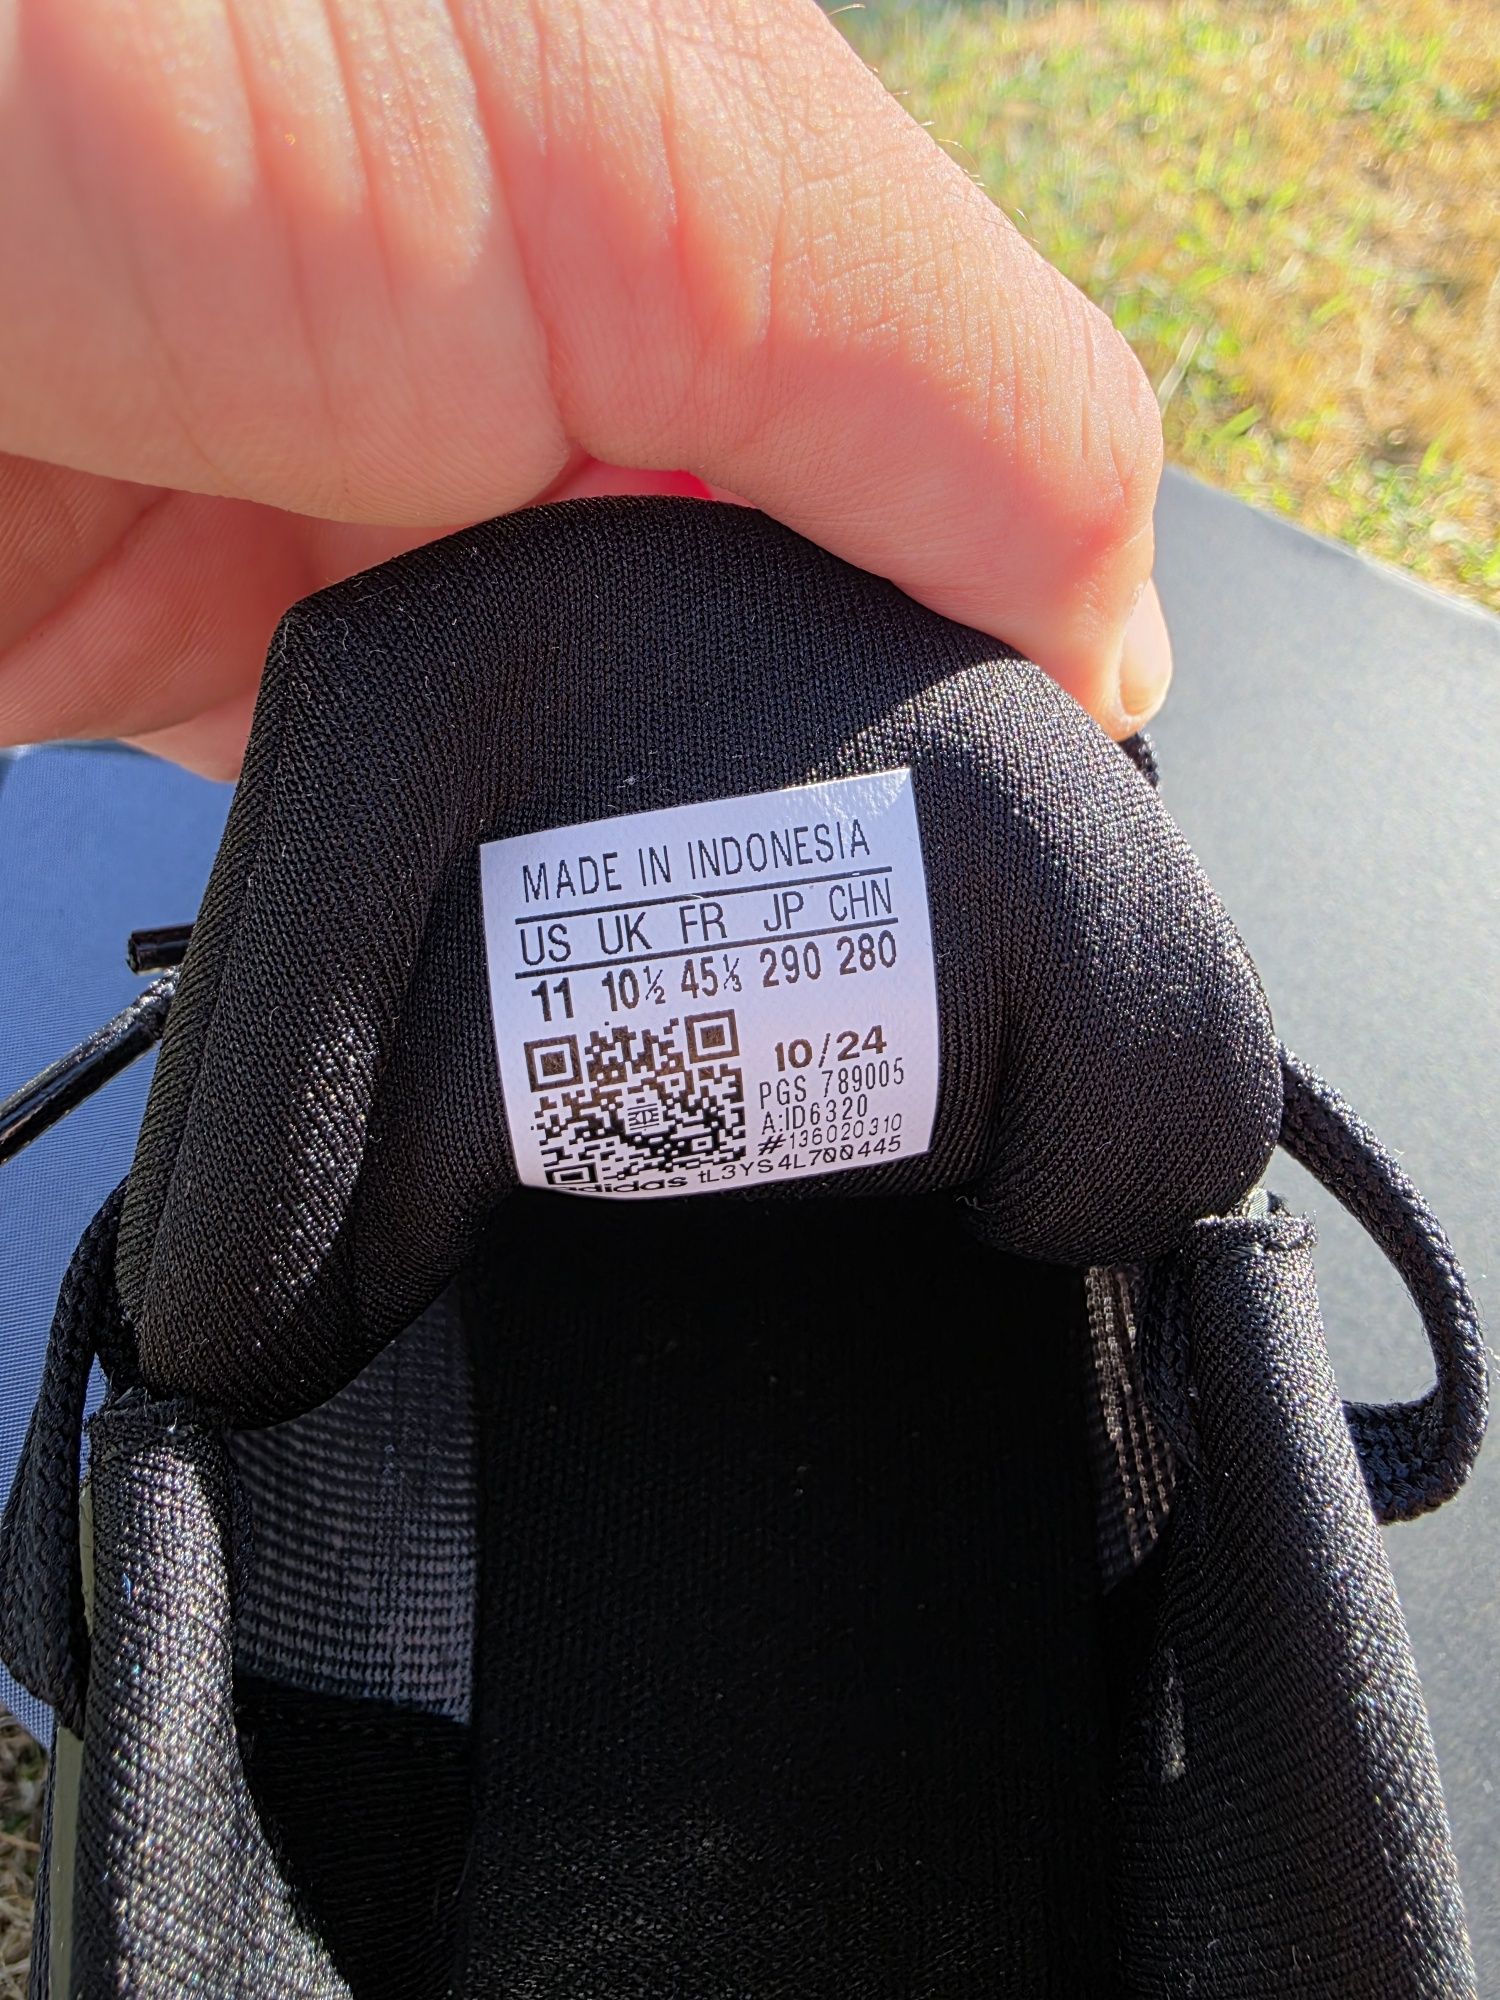 MADE IN INDONESIA
US UK FR JP CHN
11 10½ 45⅓ 290 280
10/24
PGS 789005
A:ID6320
#136020310
adidas tL3YS4L700445